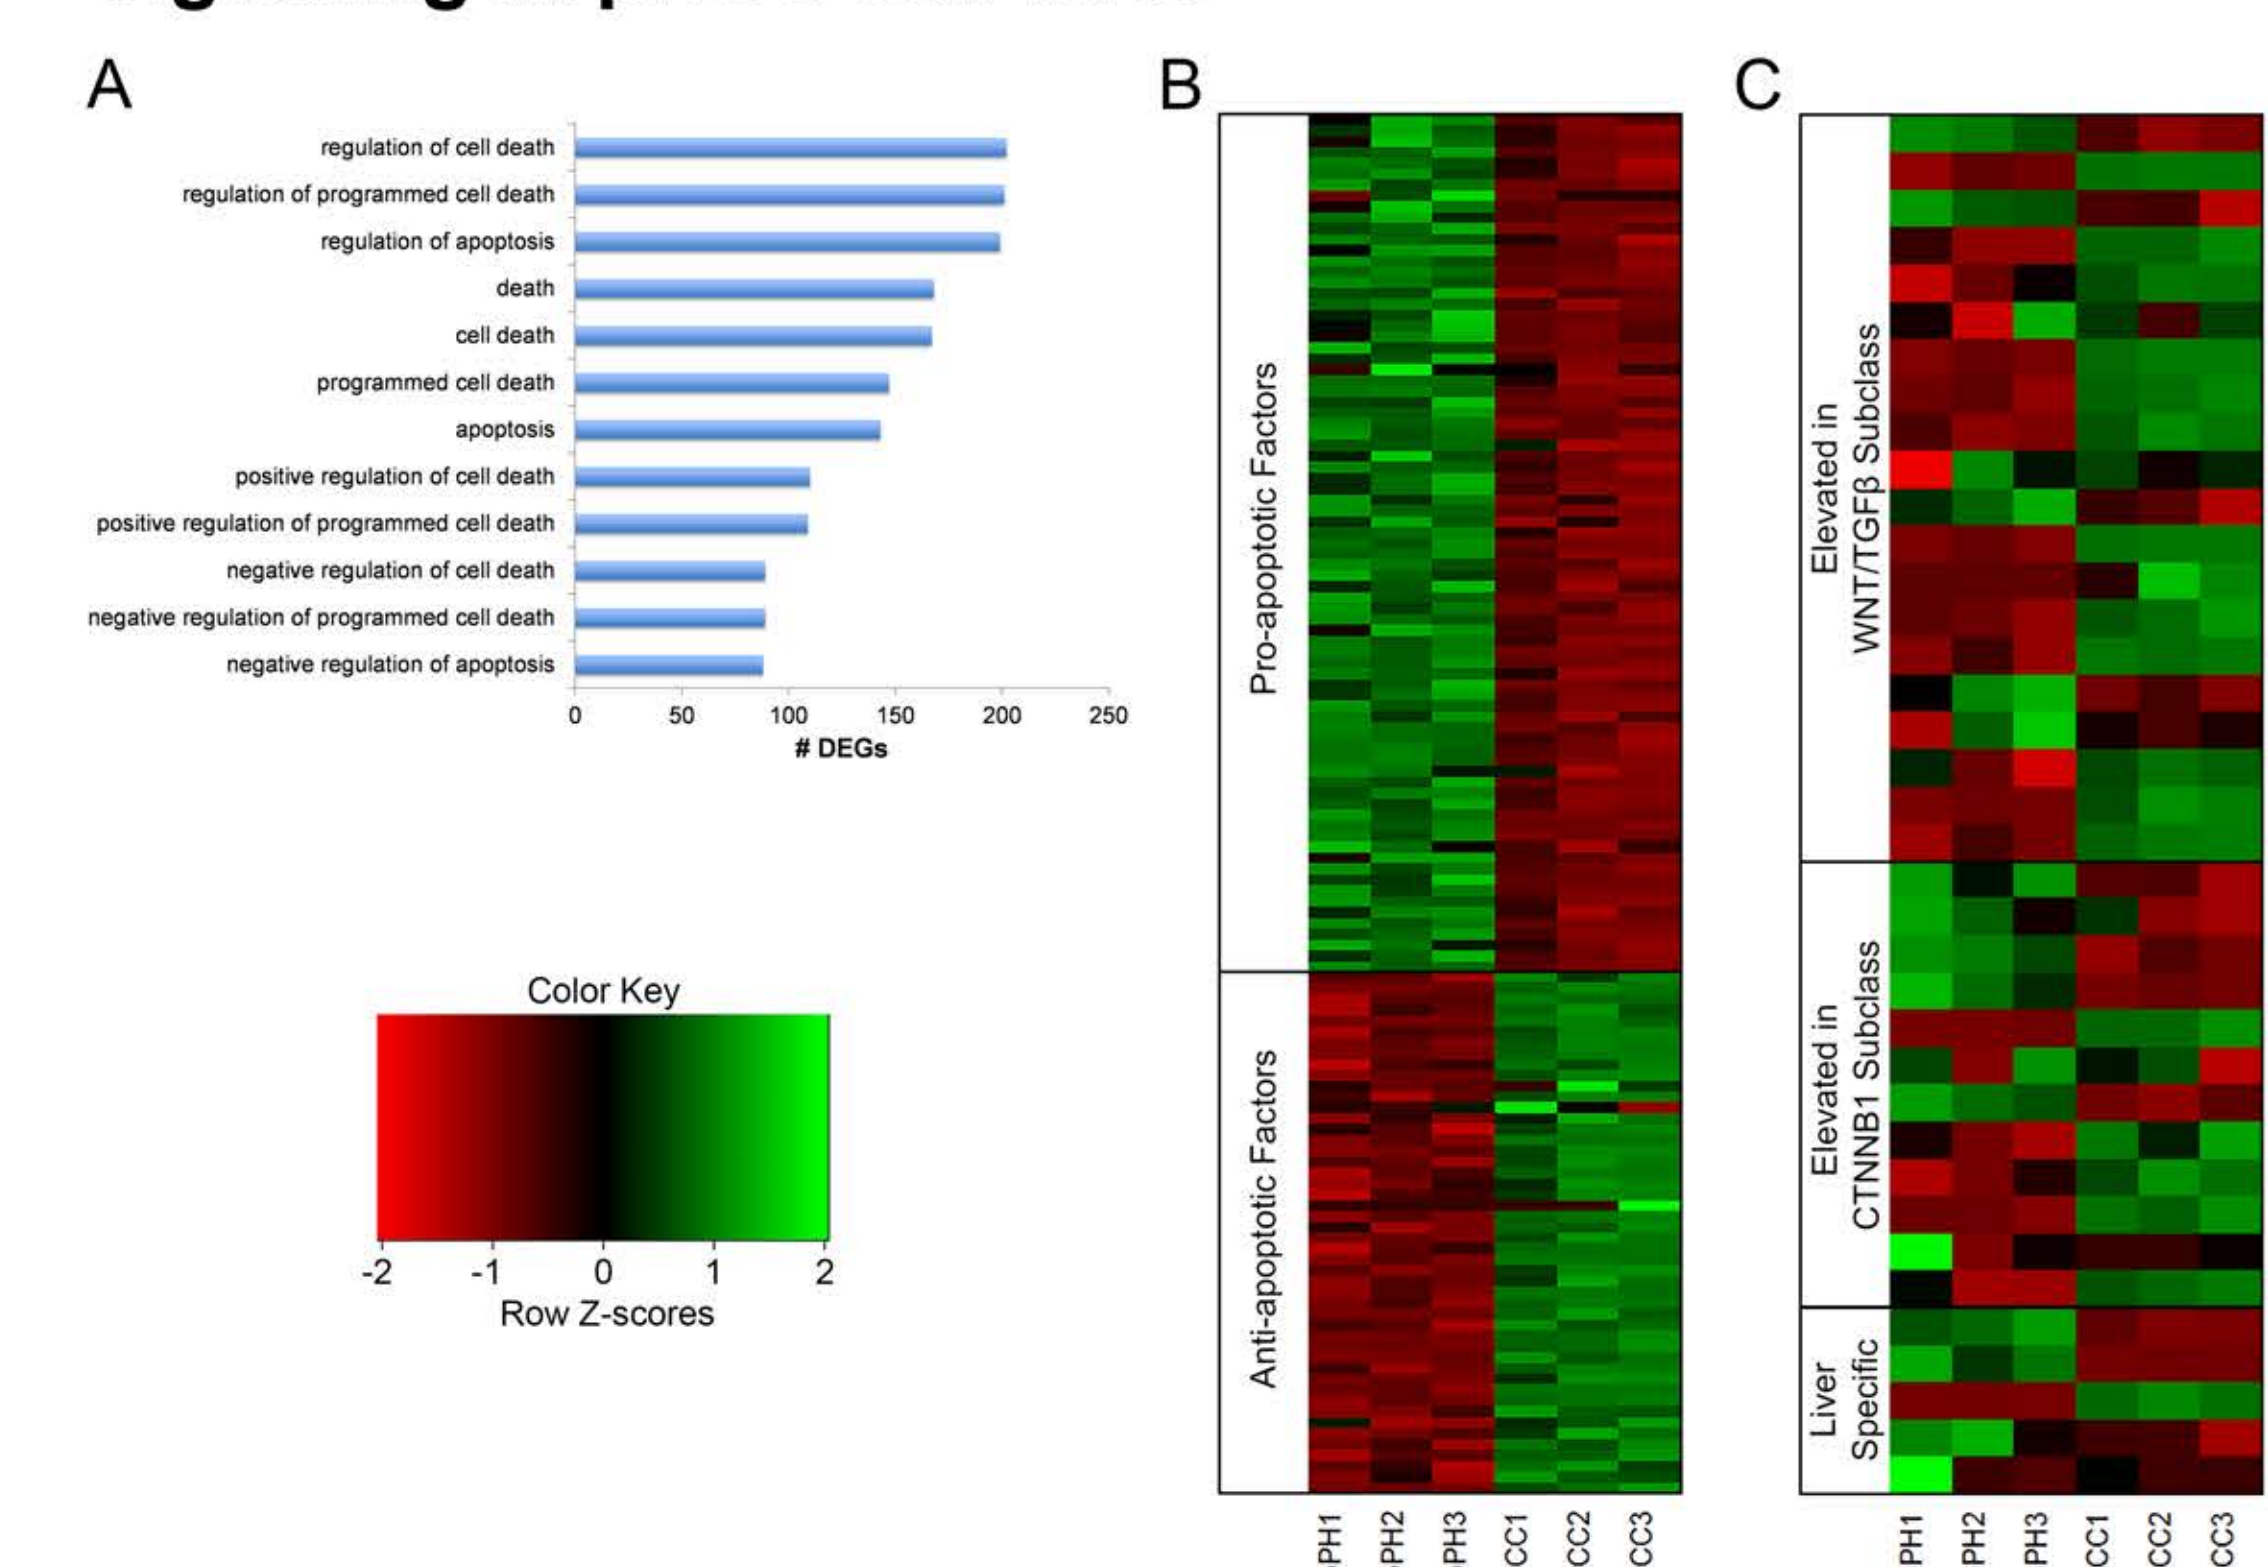 A
B
C
regulation of cell death
regulation of programmed cell death
regulation of apoptosis
death
cell death
programmed cell death
apoptosis
positive regulation of cell death
positive regulation of programmed cell death
negative regulation of cell death
negative regulation of programmed cell death
negative regulation of apoptosis
0 50 100 150 200 250
# DEGs
Color Key
-2 -1 0 1 2
Row Z-scores
Pro-apoptotic Factors
Anti-apoptotic Factors
PH1 PH2 PH3 CC1 CC2 CC3
Elevated in
WNT/TGFβ Subclass
Elevated in
CTNNB1 Subclass
Liver
Specific
PH1 PH2 PH3 CC1 CC2 CC3